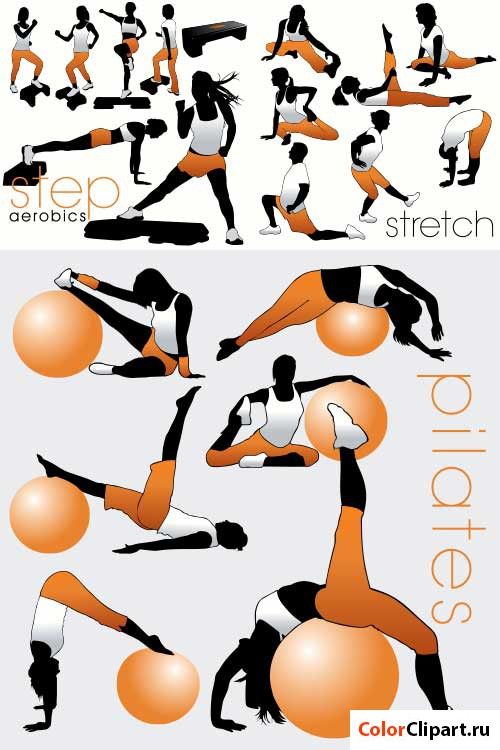 step
aerobics
stretch
pilates
ColorClipart.ru